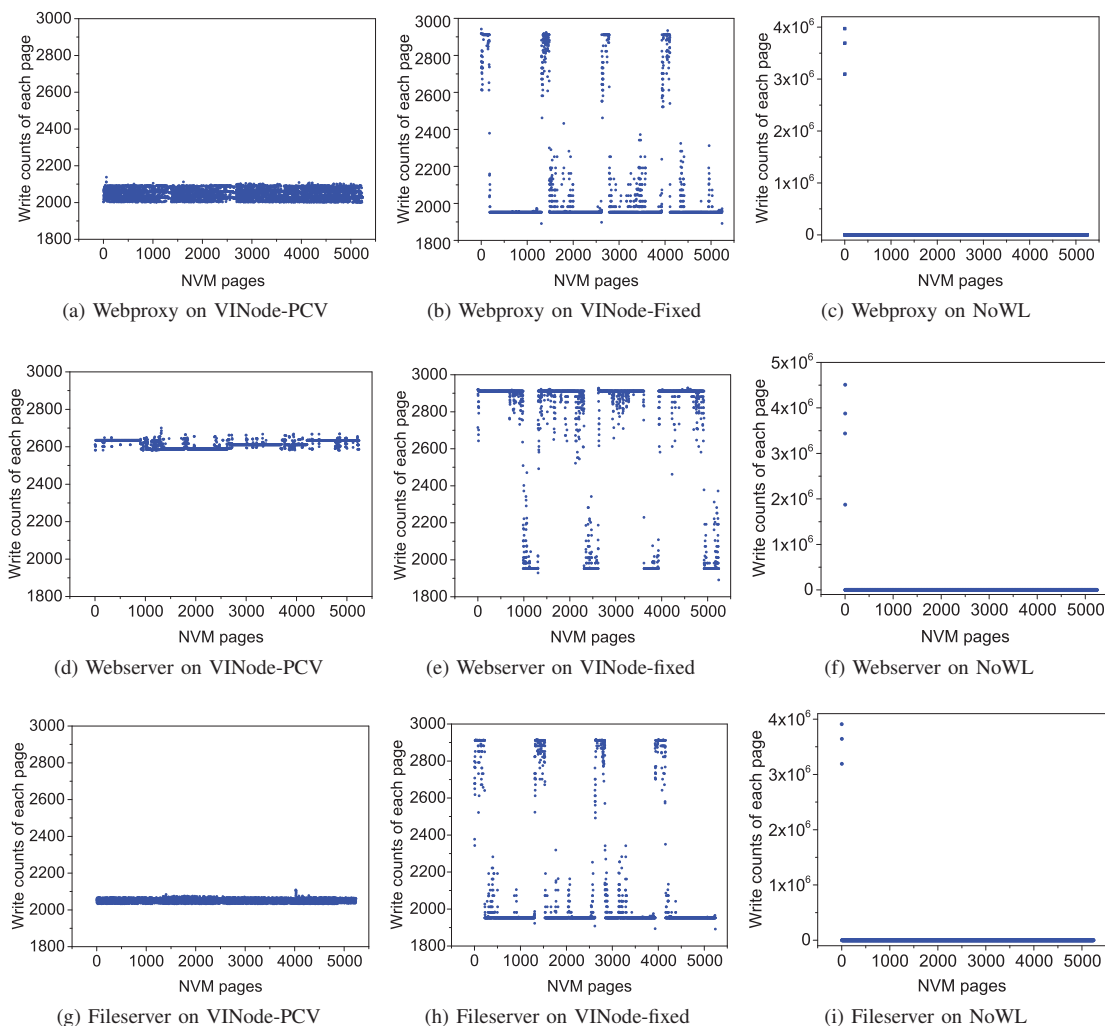 3000
2800
2600
2400
2200
2000
1800
Write counts of each page
0 1000 2000 3000 4000 5000
NVM pages
(a) Webproxy on VINode-PCV
3000
2800
2600
2400
2200
2000
1800
Write counts of each page
0 1000 2000 3000 4000 5000
NVM pages
(b) Webproxy on VINode-Fixed
4x10⁶
3x10⁶
2x10⁶
1x10⁶
0
Write counts of each page
0 1000 2000 3000 4000 5000
NVM pages
(c) Webproxy on NoWL
3000
2800
2600
2400
2200
2000
1800
Write counts of each page
0 1000 2000 3000 4000 5000
NVM pages
(d) Webserver on VINode-PCV
3000
2800
2600
2400
2200
2000
1800
Write counts of each page
0 1000 2000 3000 4000 5000
NVM pages
(e) Webserver on VINode-fixed
5x10⁶
4x10⁶
3x10⁶
2x10⁶
1x10⁶
0
Write counts of each page
0 1000 2000 3000 4000 5000
NVM pages
(f) Webserver on NoWL
3000
2800
2600
2400
2200
2000
1800
Write counts of each page
0 1000 2000 3000 4000 5000
NVM pages
(g) Fileserver on VINode-PCV
3000
2800
2600
2400
2200
2000
1800
Write counts of each page
0 1000 2000 3000 4000 5000
NVM pages
(h) Fileserver on VINode-fixed
4x10⁶
3x10⁶
2x10⁶
1x10⁶
0
Write counts of each page
0 1000 2000 3000 4000 5000
NVM pages
(i) Fileserver on NoWL